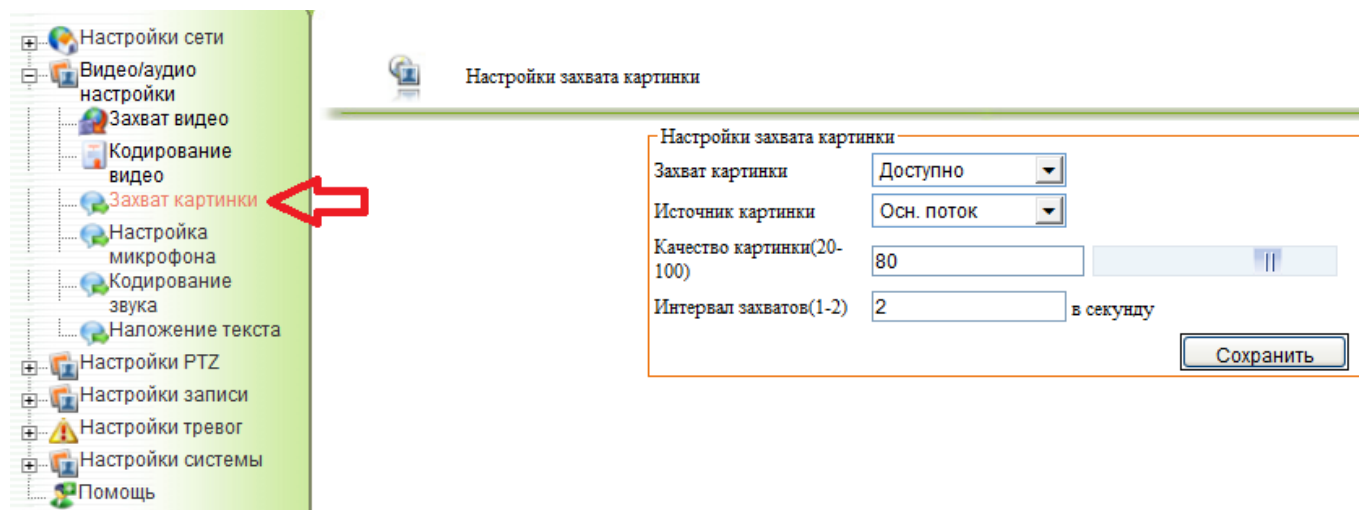 Настройки сети
Видео/аудио
настройки
Захват видео
Кодирование
видео
Захват картинки
Настройка
микрофона
Кодирование
звука
Наложение текста
Настройки PTZ
Настройки записи
Настройки тревог
Настройки системы
Помощь
Настройки захвата картинки
Настройки захвата картинки
Захват картинки Доступно
Источник картинки Осн. поток
Качество картинки(20-
100) 80
Интервал захватов(1-2) 2 в секунду
Сохранить